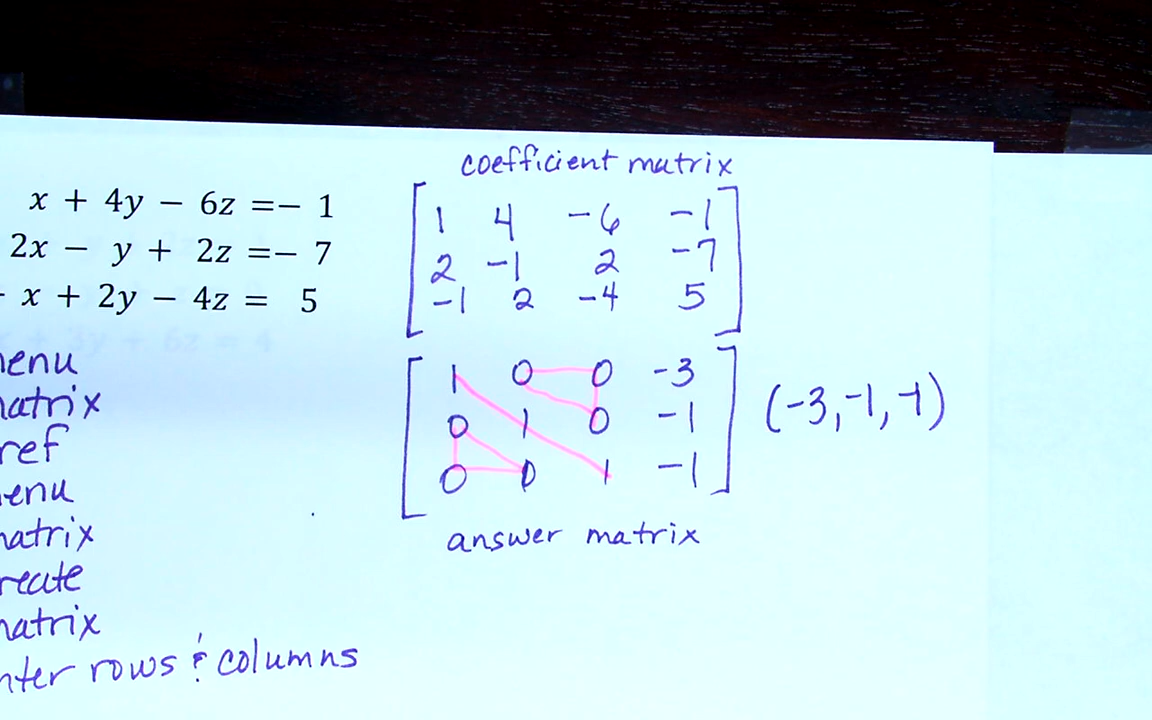 x + 4y − 6z =− 1
2x − y + 2z =− 7
- x + 2y − 4z = 5
enu
atrix
ref
enu
atrix
reate
atrix
nter rows & columns
coefficient matrix
1 4 -6 -1
2 -1 2 -7
-1 2 -4 5
1 0 0 -3
0 1 0 -1
0 0 1 -1
(-3,-1,-1)
answer matrix